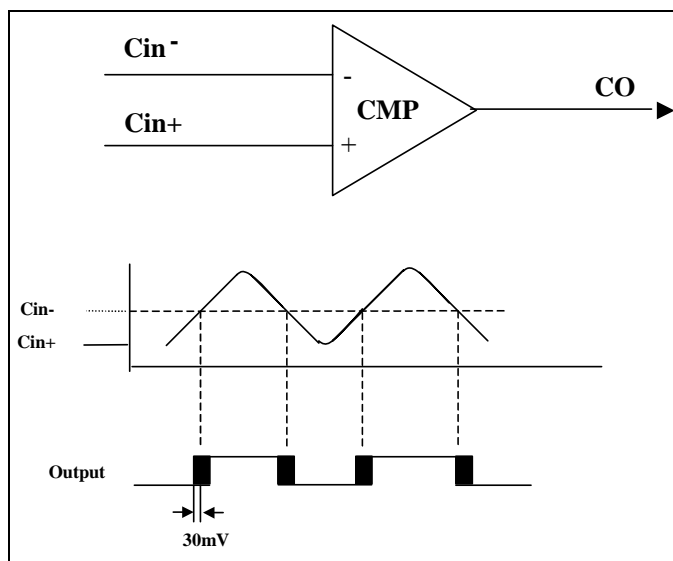 Cin-
-
CMP
CO
Cin+
+
Cin-
Cin+
Output
30mV